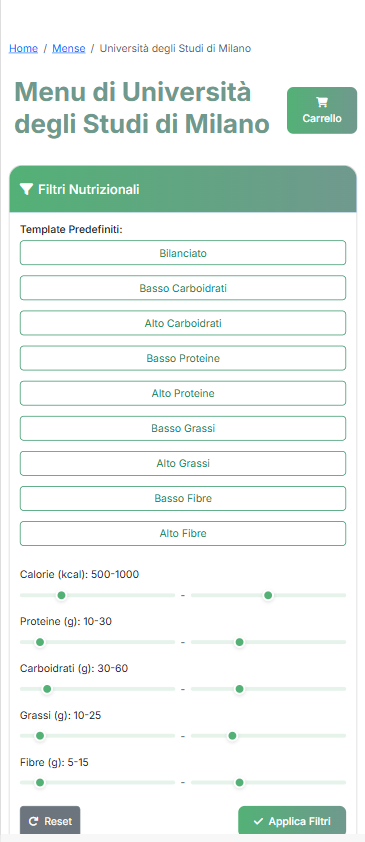 Home / Mense / Università degli Studi di Milano
Menu di Università
degli Studi di Milano
Carrello
Filtri Nutrizionali
Template Predefiniti:
Bilanciato
Basso Carboidrati
Alto Carboidrati
Basso Proteine
Alto Proteine
Basso Grassi
Alto Grassi
Basso Fibre
Alto Fibre
Calorie (kcal): 500-1000
-
Proteine (g): 10-30
-
Carboidrati (g): 30-60
-
Grassi (g): 10-25
-
Fibre (g): 5-15
-
Reset
Applica Filtri